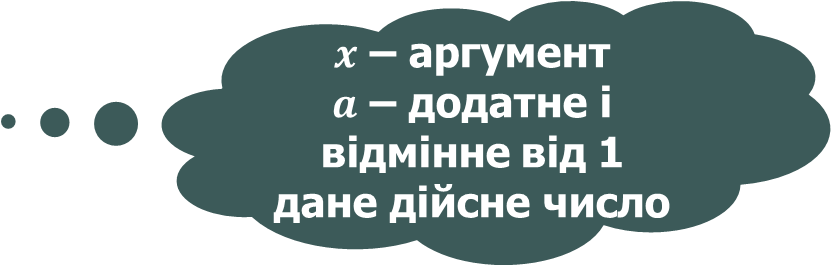 x – аргумент
a – додатне і
відмінне від 1
дане дійсне число